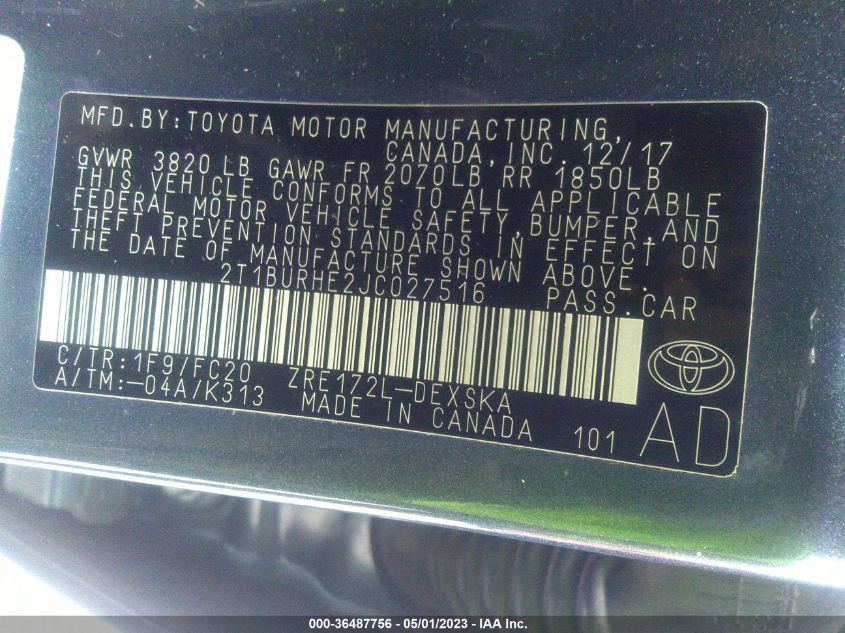 MFD.BY:TOYOTA MOTOR MANUFACTURING,
CANADA,INC. 12/17
GVWR 3820 LB GAWR FR 2070LB RR 1850LB
THIS VEHICLE CONFORMS TO ALL APPLICABLE
FEDERAL MOTOR VEHICLE SAFETY,BUMPER,AND
THEFT PREVENTION STANDARDS IN EFFECT ON
THE DATE OF MANUFACTURE SHOWN ABOVE.
2T1BURHE2JC027516 PASS.CAR
C/TR:1F9/FC20 ZRE172L-DEXSKA
A/TM:-04A/K313 MADE IN CANADA 101
AD
000-36487756 - 05/01/2023 - IAA Inc.